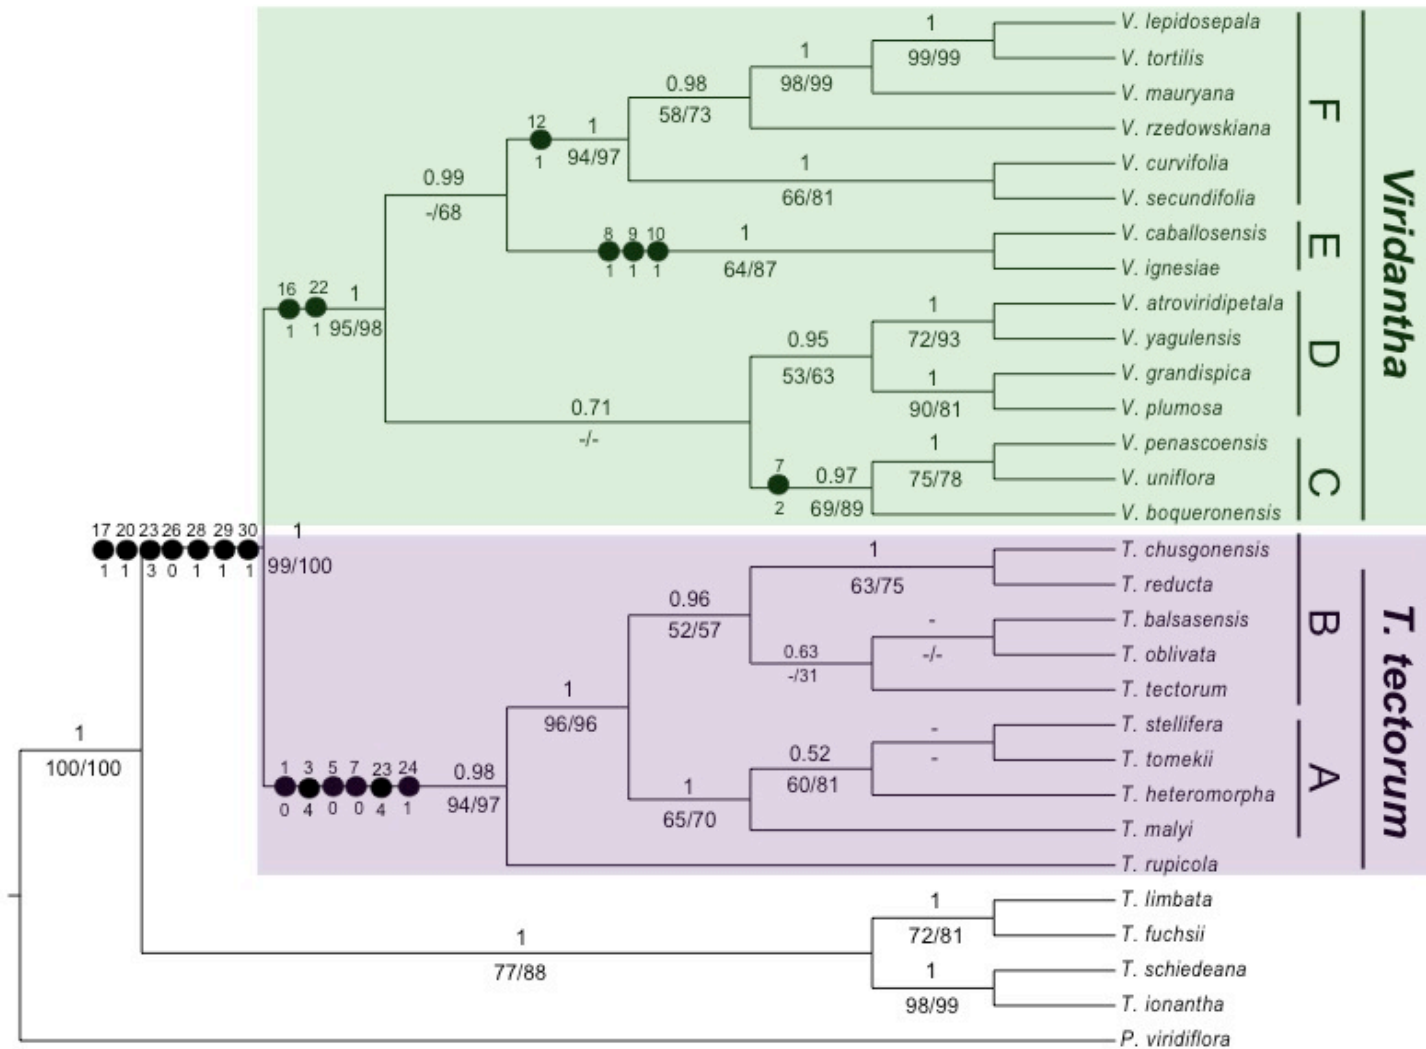 1
V. lepidosepala
99/99
V. tortilis
1
98/99
V. mauryana
0.98
58/73
V. rzedowskiana
12
1
1
94/97
V. curvifolia
1
66/81
V. secundifolia
F
0.99
-/68
8 9 10
1 1 1
1
64/87
V. caballosensis
V. ignesiae
E
16 22
1 1
1
95/98
V. atroviridipetala
1
72/93
V. yagulensis
0.95
53/63
V. grandispica
1
90/81
V. plumosa
D
0.71
-/-
V. penascoensis
1
75/78
V. uniflora
7
2
0.97
69/89
V. boqueronensis
C
Viridantha
17 20 23 26 28 29 30
1 1 3 0 1 1 1
1
99/100
T. chusgonensis
1
63/75
T. reducta
0.96
52/57
T. balsasensis
-
-/-
T. oblivata
0.63
-/31
T. tectorum
B
1
96/96
T. stellifera
-
-
T. tomekii
0.52
60/81
T. heteromorpha
1
65/70
T. malyi
A
1 3 5 7 23 24
0 4 0 0 4 1
0.98
94/97
T. rupicola
T. tectorum
1
100/100
T. limbata
1
72/81
T. fuchsii
1
77/88
T. schiedeana
1
98/99
T. ionantha
P. viridiflora